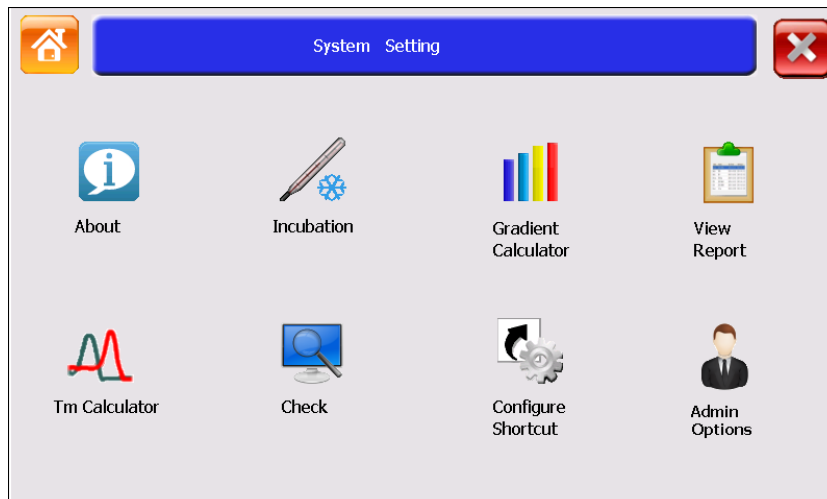 System Setting
About
Incubation
Gradient
Calculator
View
Report
Tm Calculator
Check
Configure
Shortcut
Admin
Options